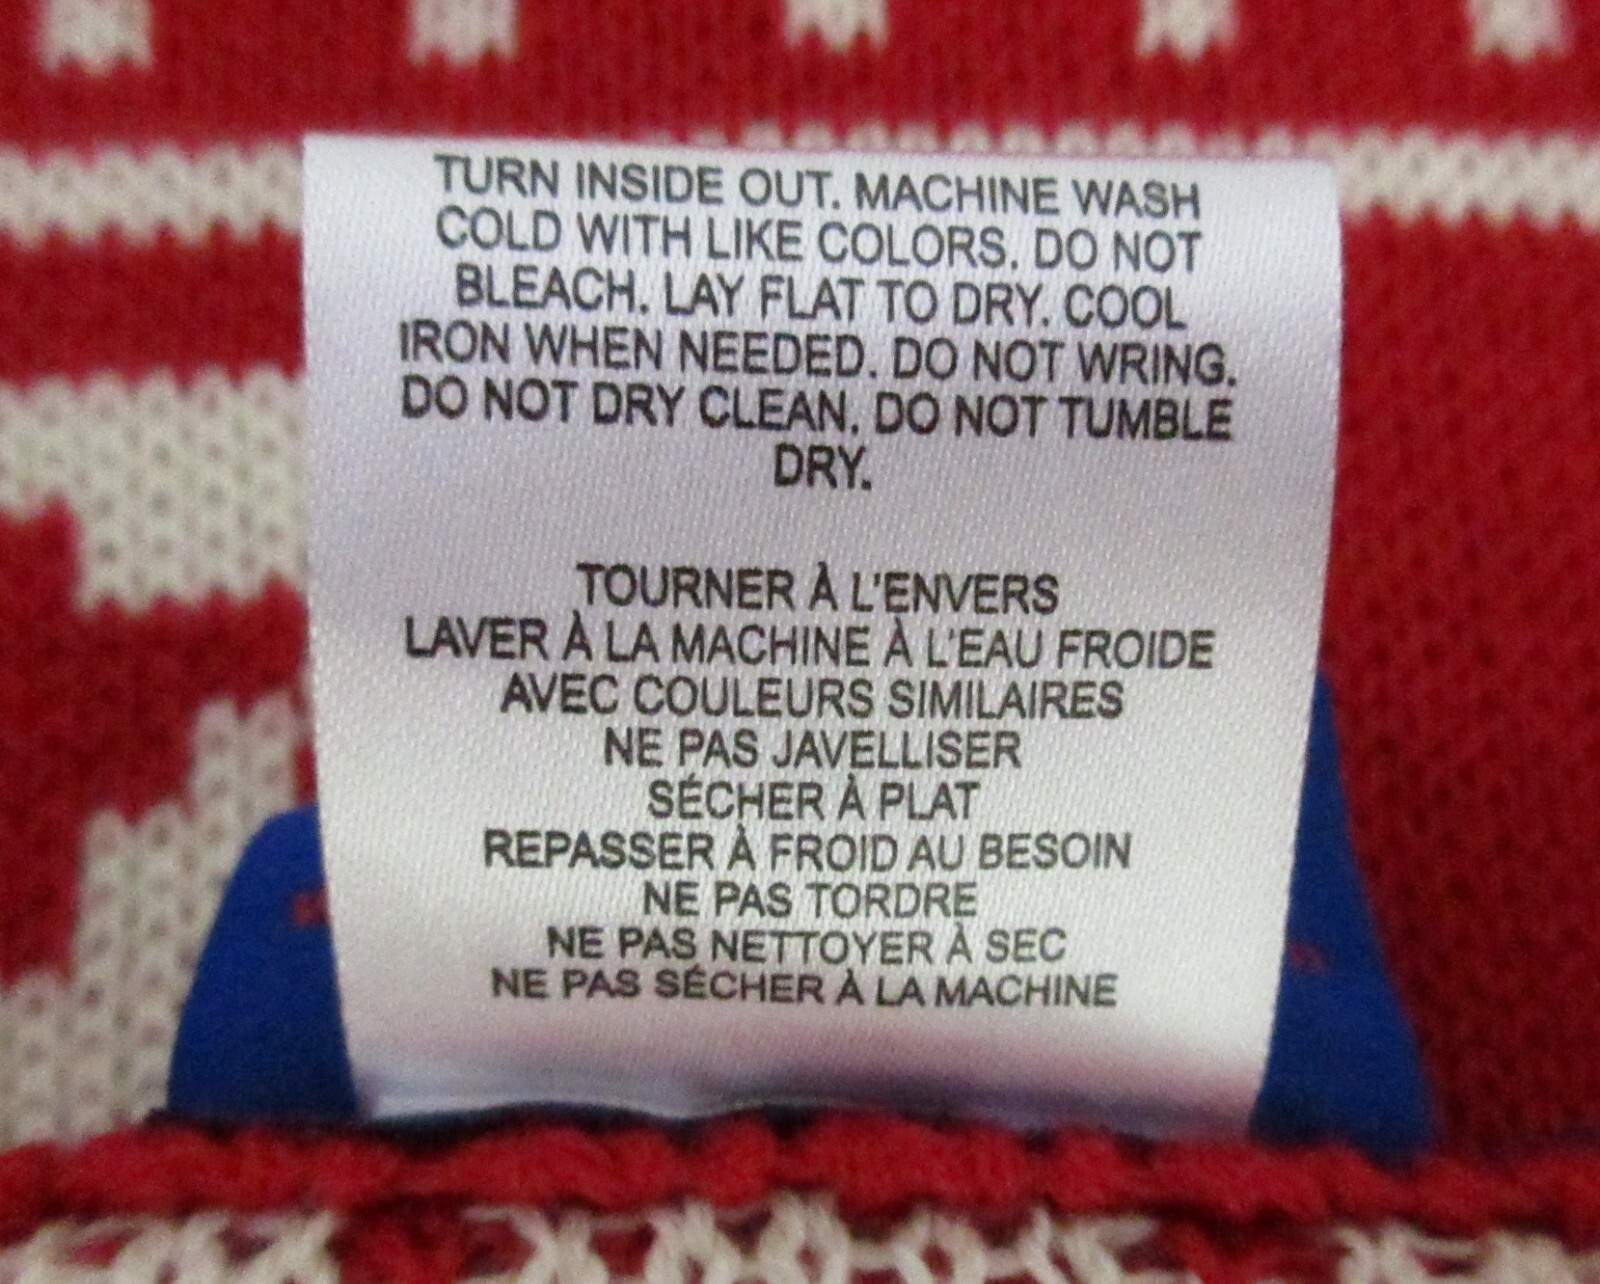 TURN INSIDE OUT. MACHINE WASH
COLD WITH LIKE COLORS. DO NOT
BLEACH. LAY FLAT TO DRY. COOL
IRON WHEN NEEDED. DO NOT WRING.
DO NOT DRY CLEAN. DO NOT TUMBLE
DRY.
TOURNER À L'ENVERS
LAVER À LA MACHINE À L'EAU FROIDE
AVEC COULEURS SIMILAIRES
NE PAS JAVELLISER
SÉCHER À PLAT
REPASSER À FROID AU BESOIN
NE PAS TORDRE
NE PAS NETTOYER À SEC
NE PAS SÉCHER À LA MACHINE